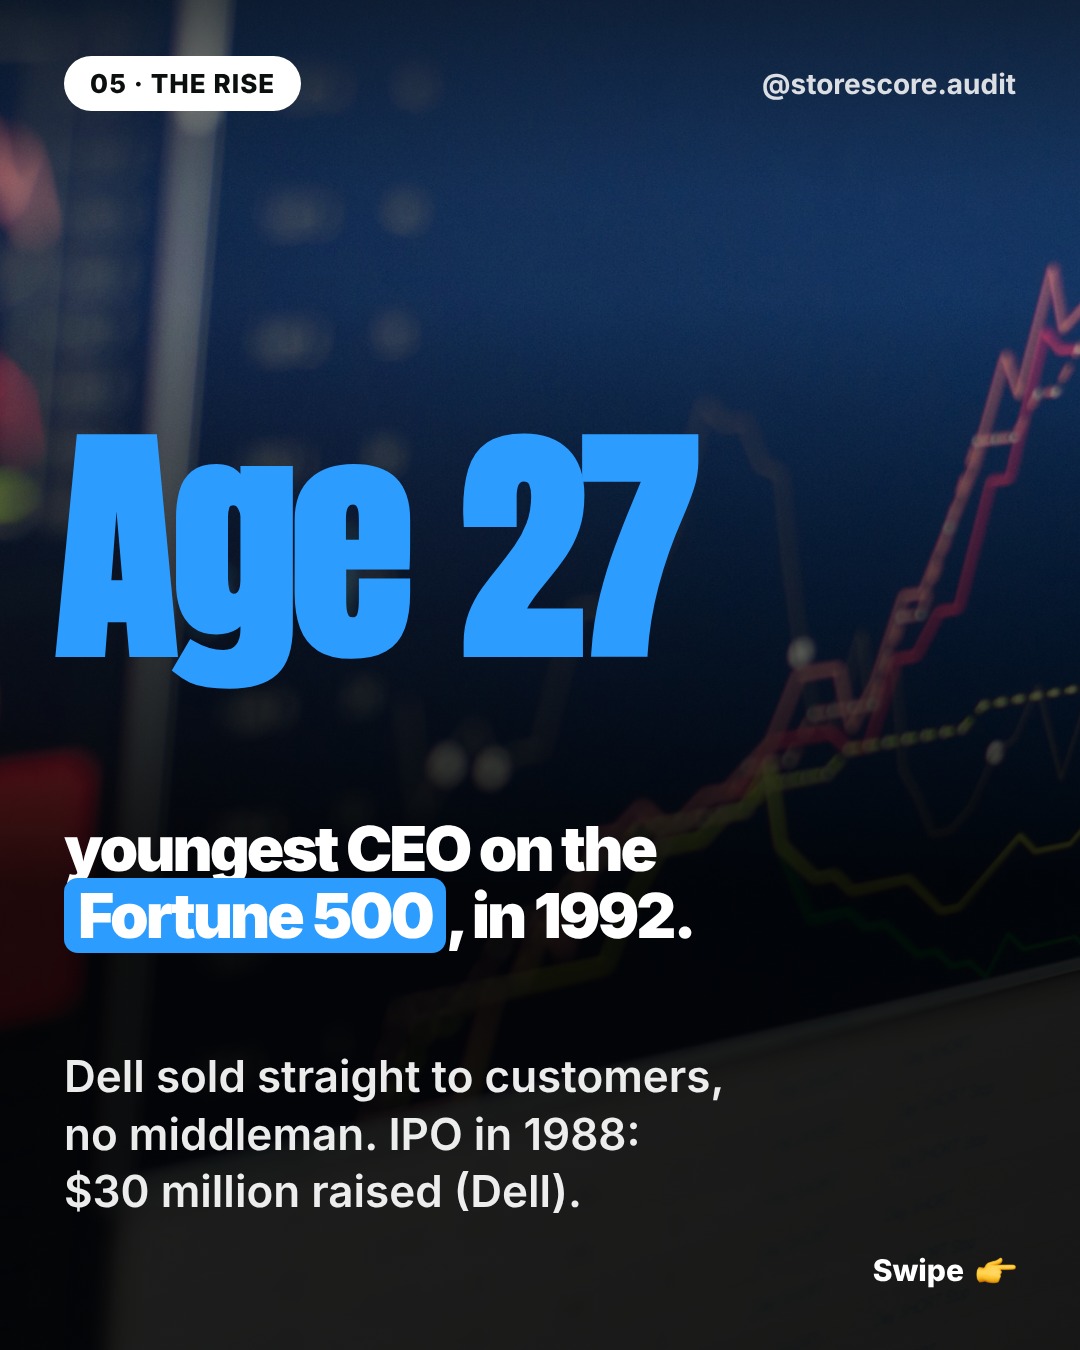 05 · THE RISE
@storescore.audit
Age 27
youngest CEO on the
Fortune 500, in 1992.
Dell sold straight to customers,
no middleman. IPO in 1988:
$30 million raised (Dell).
Swipe 👉